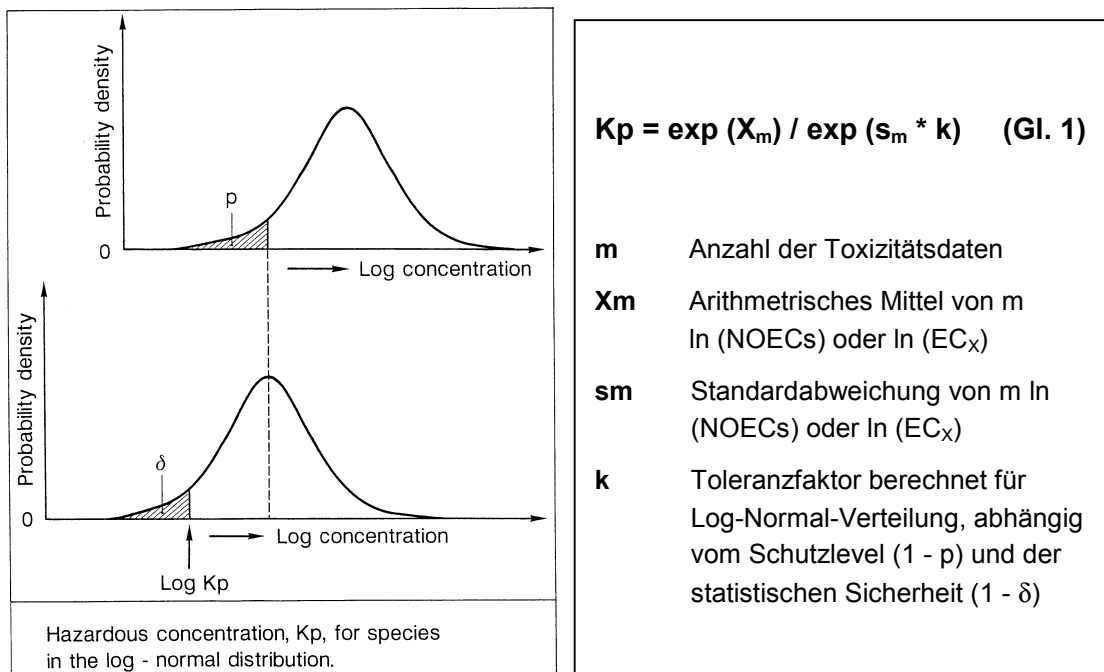 Probability density
p
0
Log concentration
Probability density
δ
0
Log concentration
Log Kp
Hazardous concentration, Kp, for species
in the log - normal distribution.
Kp = exp (Xm) / exp (sm * k) (Gl. 1)
m Anzahl der Toxizitätsdaten
Xm Arithmetrisches Mittel von m
ln (NOECs) oder ln (ECX)
sm Standardabweichung von m ln
(NOECs) oder ln (ECX)
k Toleranzfaktor berechnet für
Log-Normal-Verteilung, abhängig
vom Schutzlevel (1 - p) und der
statistischen Sicherheit (1 - δ)